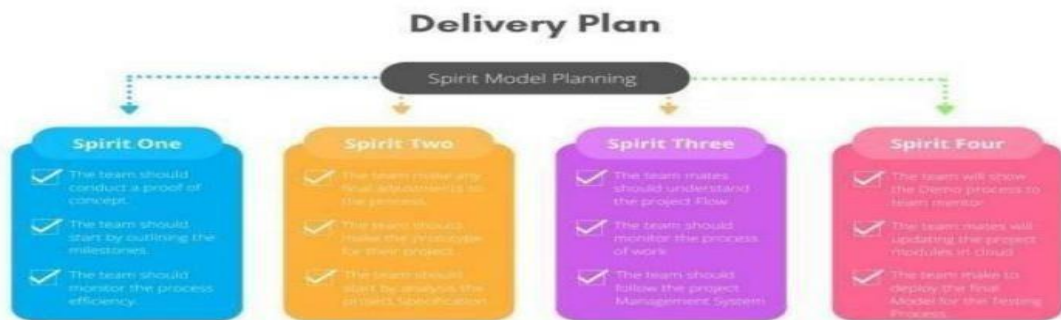 Delivery Plan
Spirit Model Planning
Spirit One
The team should
conduct a proof of
concept.
The team should
start by outlining the
milestones.
The team should
monitor the process
efficiency.
Spirit Two
The team make any
final adjustments to
the process.
The team should
make the prototype
for their project
The team should
start by analysis the
project Specification
Spirit Three
The team mates
should understand
the project Flow
The team should
monitor the process
of work
The team should
follow the project
Management System
Spirit Four
The team will show
the Demo process to
team mentor
The team mates will
updating the project
modules in cloud
The team make to
deploy the final
Model for the Testing
Process